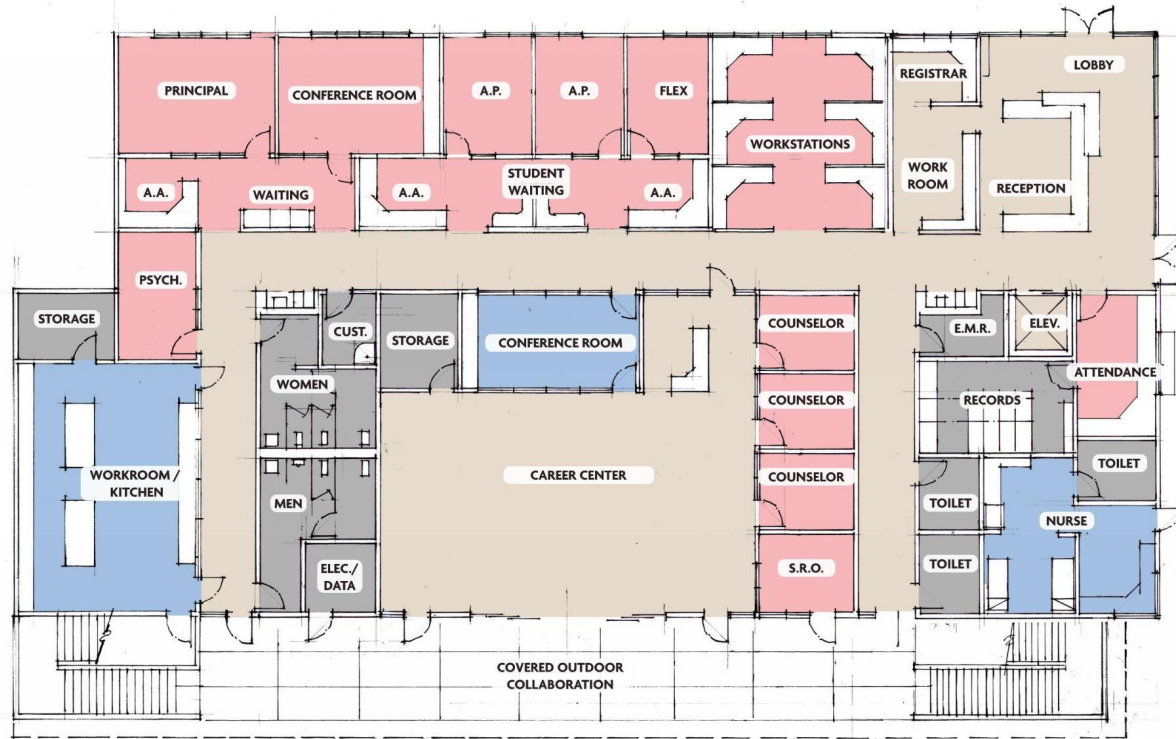 PRINCIPAL
CONFERENCE ROOM
A.P.
A.P.
FLEX
REGISTRAR
LOBBY
WORKSTATIONS
A.A.
WAITING
A.A.
STUDENT
WAITING
A.A.
WORK
ROOM
RECEPTION
PSYCH.
STORAGE
CUST.
STORAGE
CONFERENCE ROOM
COUNSELOR
E.M.R.
ELEV.
WOMEN
COUNSELOR
RECORDS
ATTENDANCE
WORKROOM /
KITCHEN
MEN
CAREER CENTER
COUNSELOR
TOILET
TOILET
NURSE
ELEC./
DATA
S.R.O.
TOILET
COVERED OUTDOOR
COLLABORATION